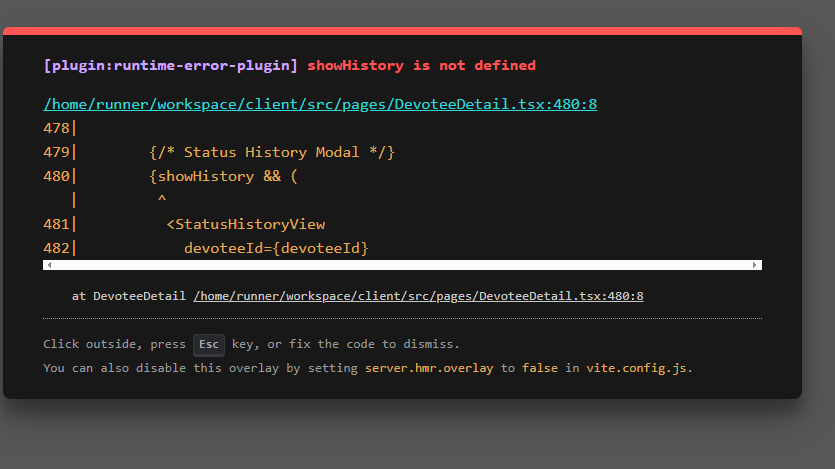 [plugin:runtime-error-plugin] showHistory is not defined
/home/runner/workspace/client/src/pages/DevoteeDetail.tsx:480:8
478|
479|        {/* Status History Modal */}
480|        {showHistory && (
   |         ^
481|          <StatusHistoryView
482|            devoteeId={devoteeId}
at DevoteeDetail /home/runner/workspace/client/src/pages/DevoteeDetail.tsx:480:8
Click outside, press Esc key, or fix the code to dismiss.
You can also disable this overlay by setting server.hmr.overlay to false in vite.config.js.